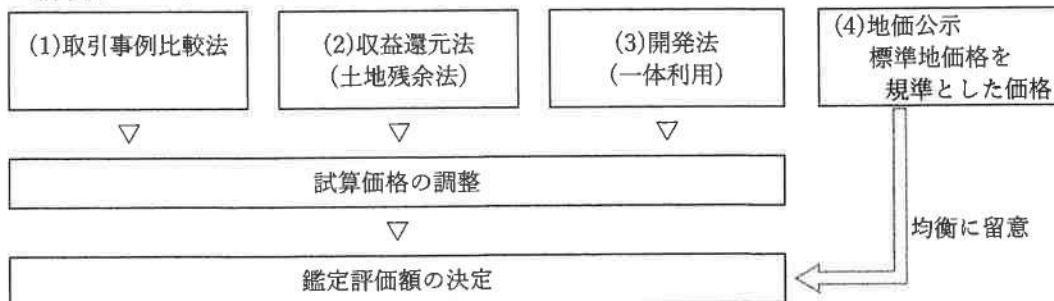 (1)取引事例比較法
(2)収益還元法
(土地残余法)
(3)開発法
(一体利用)
(4)地価公示
標準地価格を
規準とした価格
▽
▽
▽
試算価格の調整
▽
均衡に留意
鑑定評価額の決定